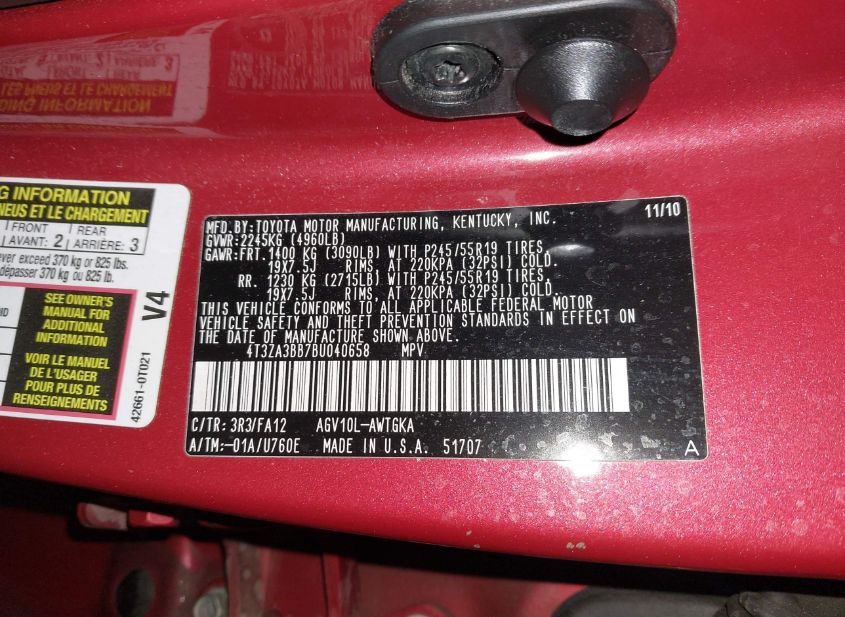 G INFORMATION
NEUS ET LE CHARGEMENT
FRONT
AVANT: 2
REAR
ARRIÈRE: 3
ever exceed 370 kg or 825 lbs.
dépasser 370 kg ou 825 lb.
SEE OWNER'S
MANUAL FOR
ADDITIONAL
INFORMATION
VOIR LE MANUEL
DE L'USAGER
POUR PLUS DE
RENSEIGNEMENTS
V4
42661-0T021
11/10
MFD.BY:TOYOTA MOTOR MANUFACTURING, KENTUCKY, INC.
GVWR:2245KG (4960LB)
GAWR:FRT.1400 KG (3090LB) WITH P245/55R19 TIRES,
19X7.5J RIMS, AT 220KPA (32PSI) COLD.
RR. 1230 KG (2715LB) WITH P245/55R19 TIRES,
19X7.5J RIMS, AT 220KPA (32PSI) COLD.
THIS VEHICLE CONFORMS TO ALL APPLICABLE FEDERAL MOTOR
VEHICLE SAFETY AND THEFT PREVENTION STANDARDS IN EFFECT ON
THE DATE OF MANUFACTURE SHOWN ABOVE.
4T3ZA3BB7BU040658 MPV
C/TR: 3R3/FA12 AGV10L-AWTGKA
A/TM:-01A/U760E MADE IN U.S.A. 51707
A